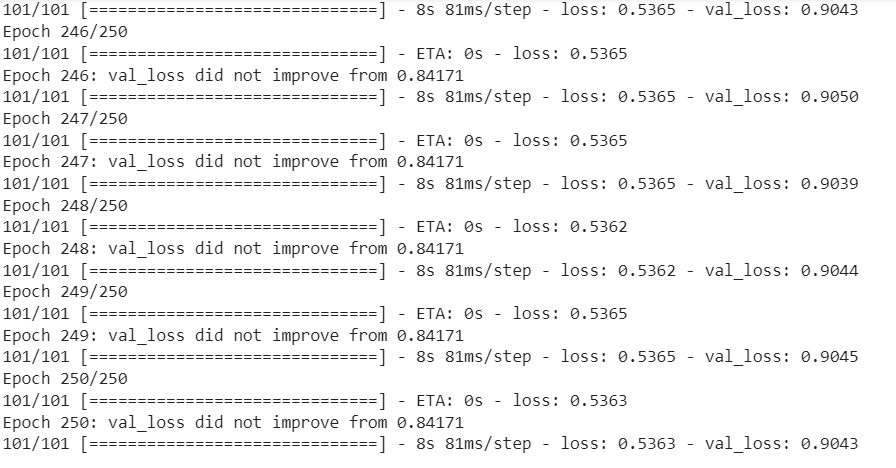 101/101 [==============================] - 8s 81ms/step - loss: 0.5365 - val_loss: 0.9043
Epoch 246/250
101/101 [==============================] - ETA: 0s - loss: 0.5365
Epoch 246: val_loss did not improve from 0.84171
101/101 [==============================] - 8s 81ms/step - loss: 0.5365 - val_loss: 0.9050
Epoch 247/250
101/101 [==============================] - ETA: 0s - loss: 0.5365
Epoch 247: val_loss did not improve from 0.84171
101/101 [==============================] - 8s 81ms/step - loss: 0.5365 - val_loss: 0.9039
Epoch 248/250
101/101 [==============================] - ETA: 0s - loss: 0.5362
Epoch 248: val_loss did not improve from 0.84171
101/101 [==============================] - 8s 81ms/step - loss: 0.5362 - val_loss: 0.9044
Epoch 249/250
101/101 [==============================] - ETA: 0s - loss: 0.5365
Epoch 249: val_loss did not improve from 0.84171
101/101 [==============================] - 8s 81ms/step - loss: 0.5365 - val_loss: 0.9045
Epoch 250/250
101/101 [==============================] - ETA: 0s - loss: 0.5363
Epoch 250: val_loss did not improve from 0.84171
101/101 [==============================] - 8s 81ms/step - loss: 0.5363 - val_loss: 0.9043